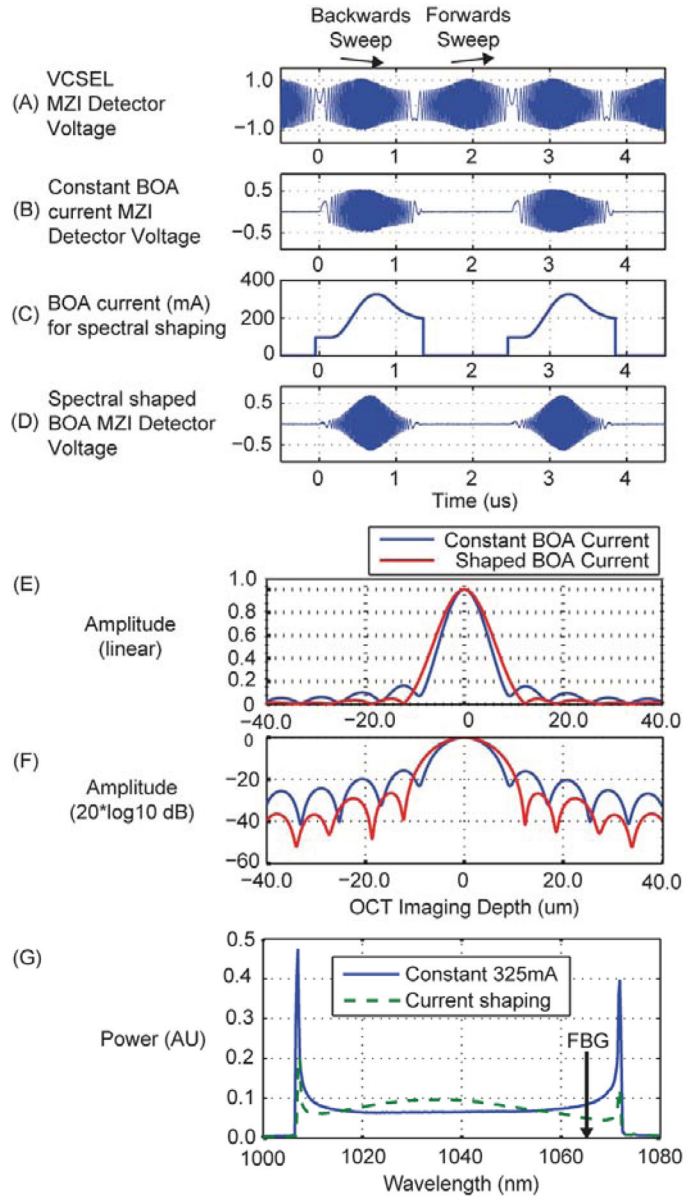 Backwards Sweep
Forwards Sweep
(A) VCSEL MZI Detector Voltage
1.0
−1.0
0 1 2 3 4
(B) Constant BOA current MZI Detector Voltage
0.5
−0.5
0 1 2 3 4
(C) BOA current (mA) for spectral shaping
400
200
0
0 1 2 3 4
(D) Spectral shaped BOA MZI Detector Voltage
0.5
−0.5
0 1 2 3 4
Time (us)
Constant BOA Current
Shaped BOA Current
(E)
Amplitude (linear)
1.0
0.8
0.6
0.4
0.2
0
−40.0 −20.0 0 20.0 40.0
(F)
Amplitude (20*log10 dB)
0
−20
−40
−60
−40.0 −20.0 0 20.0 40.0
OCT Imaging Depth (um)
(G)
Power (AU)
0.5
0.4
0.3
0.2
0.1
0.0
Constant 325mA
Current shaping
FBG
1000 1020 1040 1060 1080
Wavelength (nm)